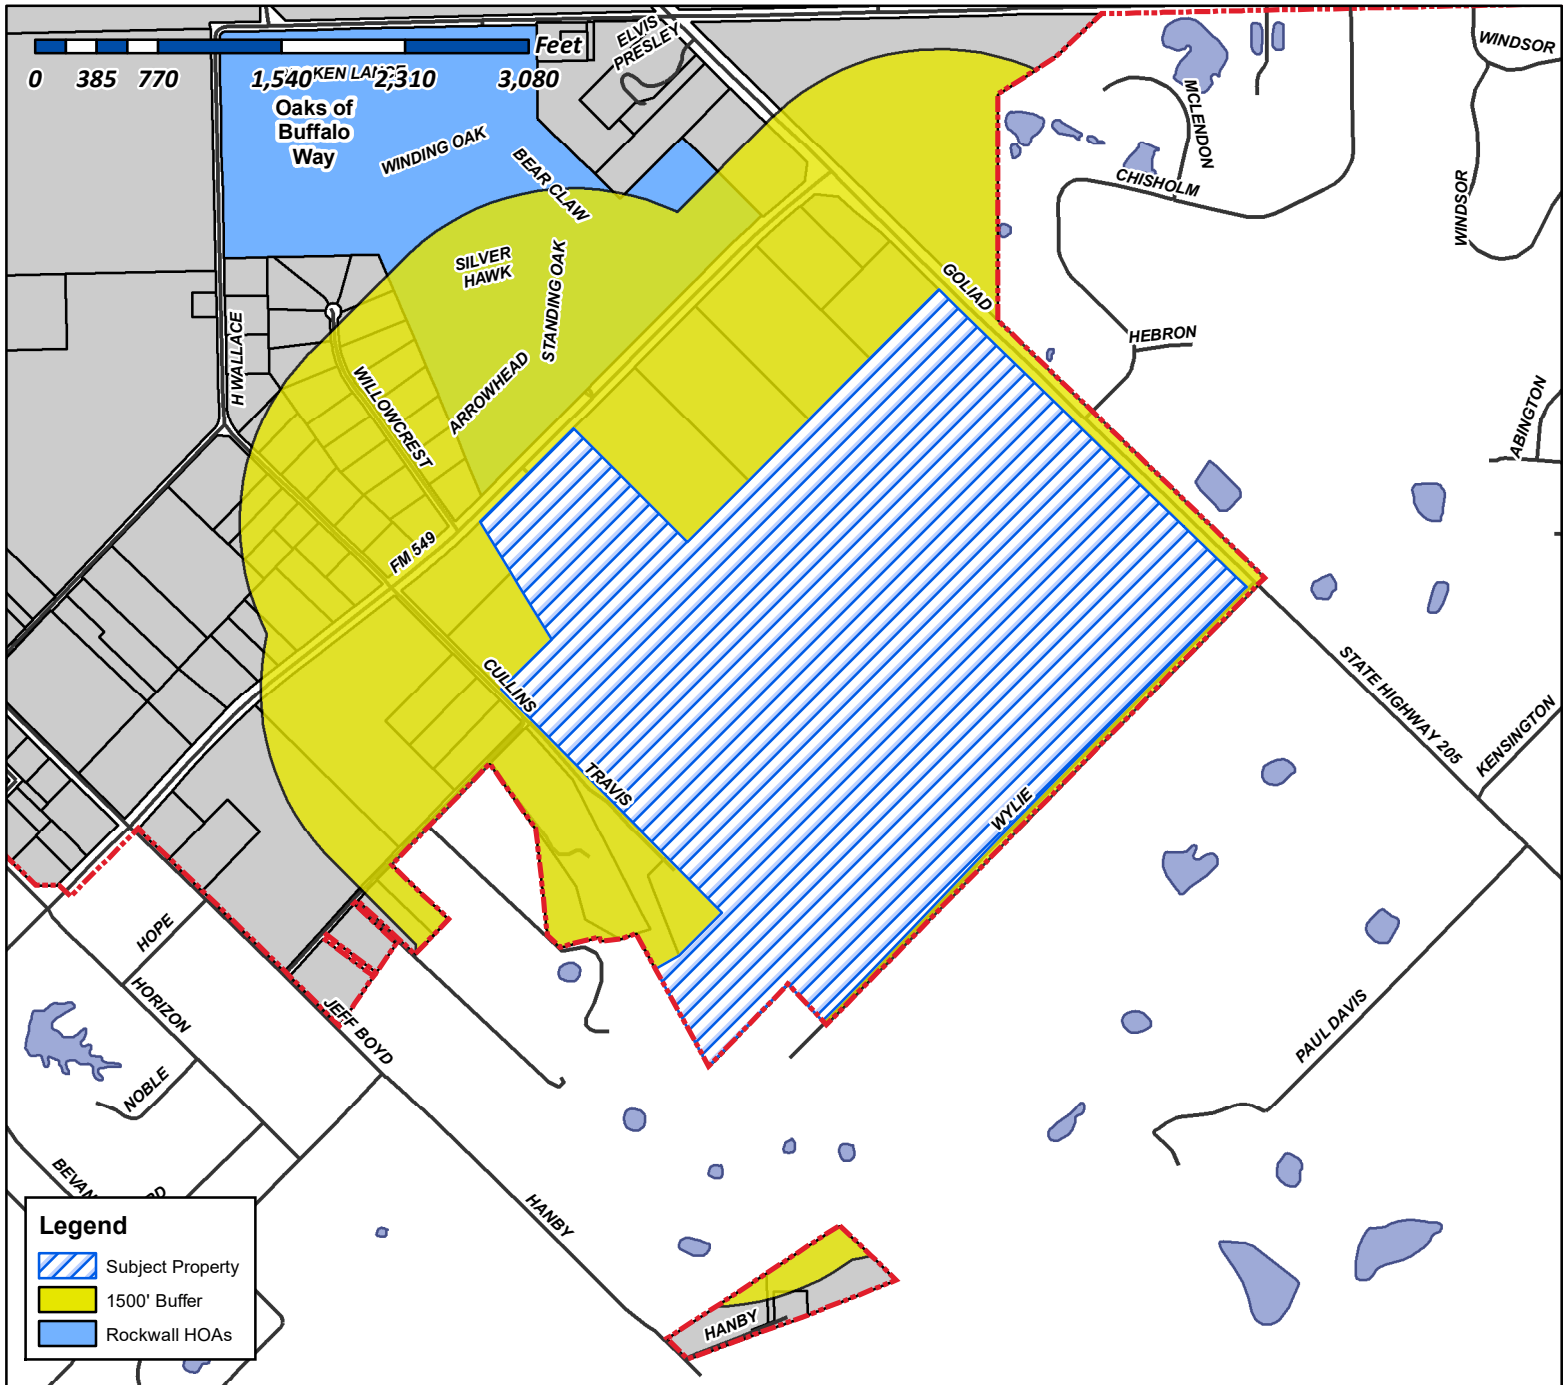 ELVIS
PRESLEY
WINDSOR
Feet
0 385 770 1,540 2,310 3,080
Oaks of
Buffalo
Way
WINDING OAK
BEAR CLAW
MCLENDON
CHISHOLM
WINDSOR
SILVER
HAWK
STANDING OAK
GOLIAD
H WALLACE
HEBRON
WILLOWCREST
ARROWHEAD
ABINGTON
FM 549
CULLINS
STATE HIGHWAY 205
KENSINGTON
TRAVIS
WYLIE
HOPE
HORIZON
JEFF BOYD
PAUL DAVIS
NOBLE
HANBY
HANBY
Legend
Subject Property
1500' Buffer
Rockwall HOAs